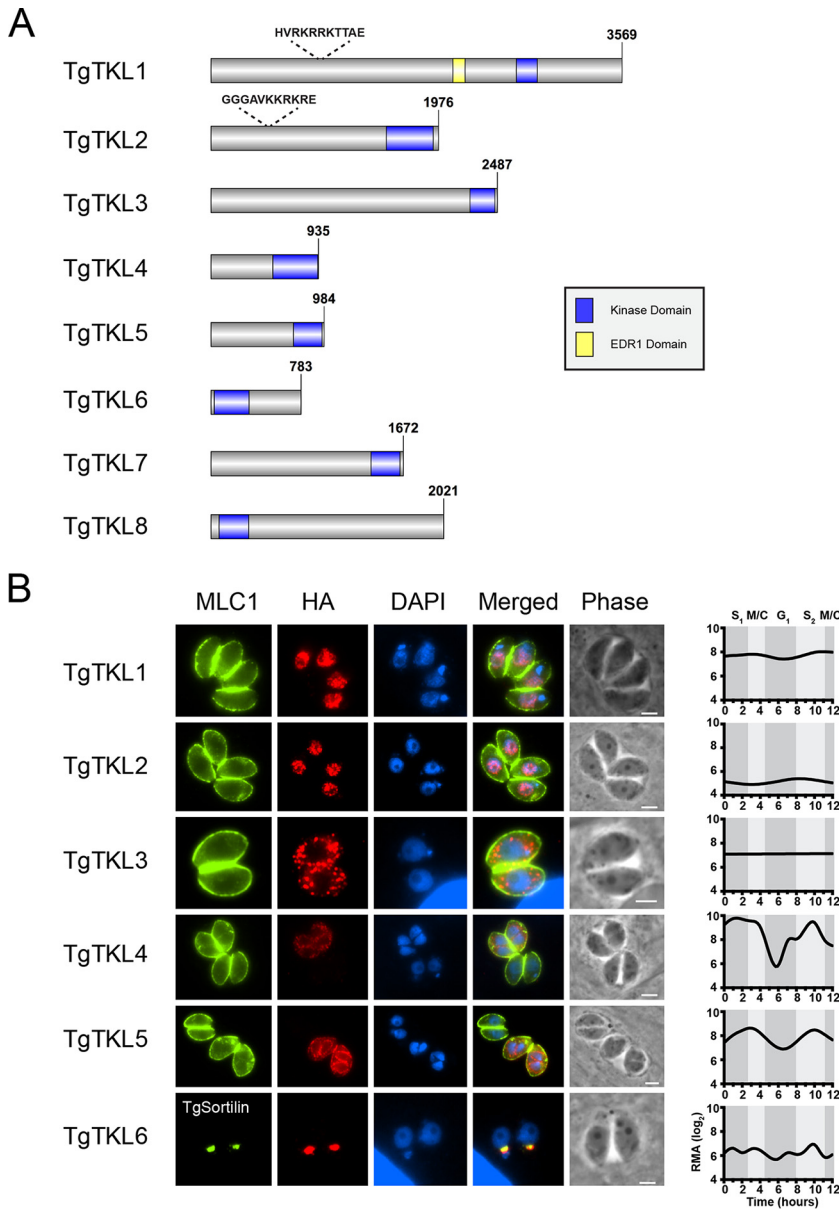 A
HVRKRRKTTAE
3569
TgTKL1
GGGAVKKRKRE
1976
TgTKL2
2487
TgTKL3
935
TgTKL4
984
TgTKL5
783
TgTKL6
1672
TgTKL7
2021
TgTKL8
Kinase Domain
EDR1 Domain
B
MLC1 HA DAPI Merged Phase
S1 M/C G1 S2 M/C
TgTKL1
10
8
6
4
0 2 4 6 8 10 12
TgTKL2
10
8
6
4
0 2 4 6 8 10 12
TgTKL3
10
8
6
4
0 2 4 6 8 10 12
TgTKL4
10
8
6
4
0 2 4 6 8 10 12
TgTKL5
10
8
6
4
0 2 4 6 8 10 12
TgSortilin
TgTKL6
RMA (log2)
10
8
6
4
0 2 4 6 8 10 12
Time (hours)